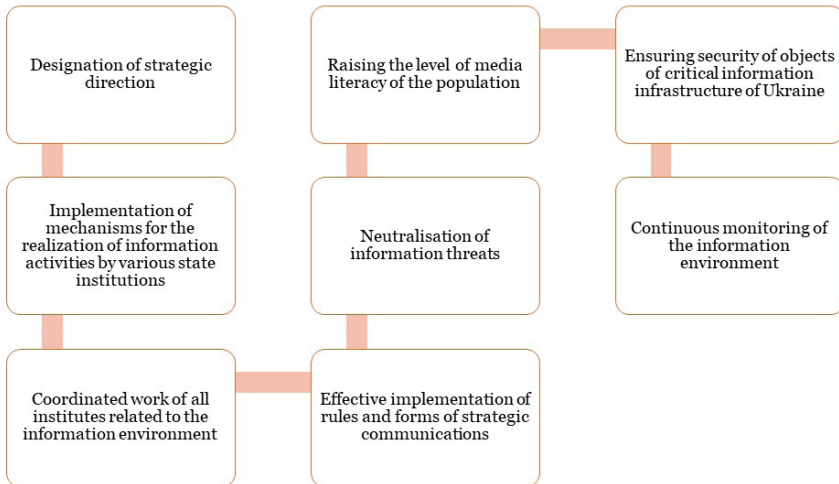 Designation of strategic
direction
Implementation of
mechanisms for the
realization of information
activities by various state
institutions
Coordinated work of all
institutes related to the
information environment
Effective implementation of
rules and forms of strategic
communications
Neutralisation of
information threats
Raising the level of media
literacy of the population
Ensuring security of objects
of critical information
infrastructure of Ukraine
Continuous monitoring of
the information
environment